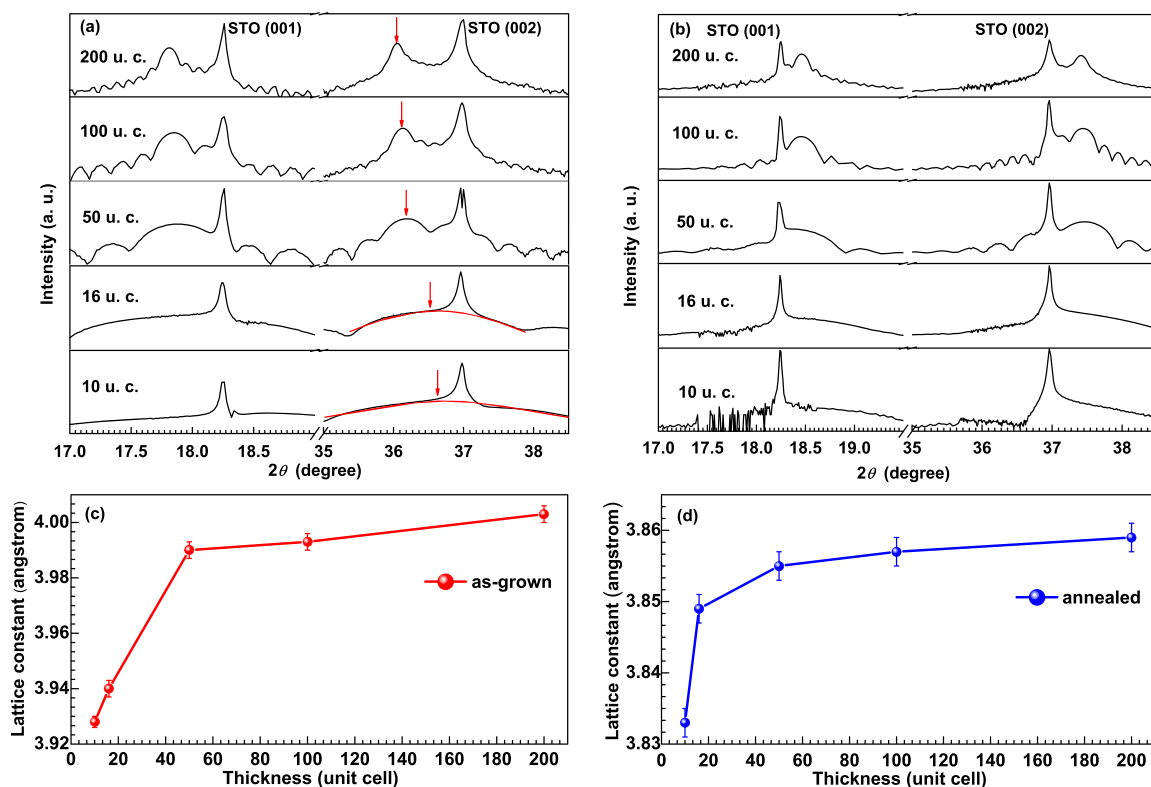 (a)
STO (001)
STO (002)
200 u. c.
100 u. c.
50 u. c.
16 u. c.
10 u. c.
Intensity (a. u.)
17.0 17.5 18.0 18.5 35 36 37 38
2θ (degree)
(b)
STO (001)
STO (002)
200 u. c.
100 u. c.
50 u. c.
16 u. c.
10 u. c.
Intensity (a. u.)
17.0 17.5 18.0 18.5 19.0 35 36 37 38
2θ (degree)
(c)
4.00
3.98
3.96
3.94
3.92
Lattice constant (angstrom)
as-grown
0 20 40 60 80 100 120 140 160 180 200
Thickness (unit cell)
(d)
3.86
3.85
3.84
3.83
Lattice constant (angstrom)
annealed
0 20 40 60 80 100 120 140 160 180 200
Thickness (unit cell)